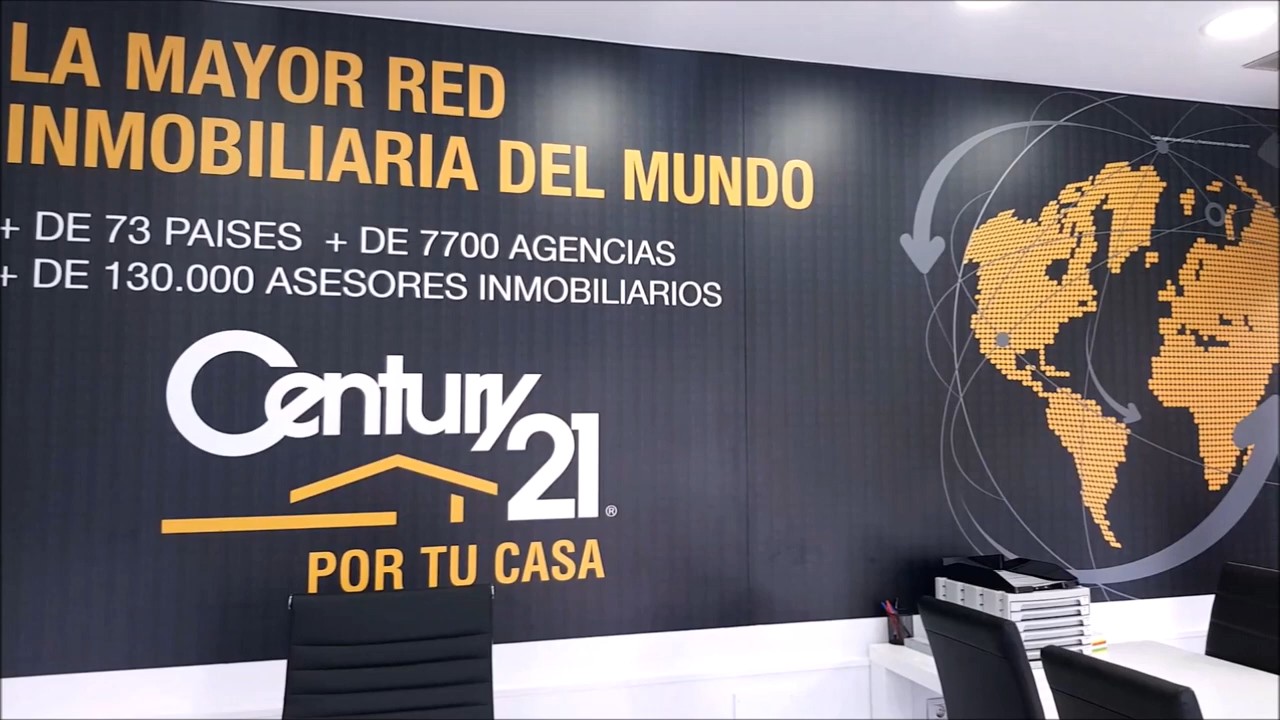 LA MAYOR RED
INMOBILIARIA DEL MUNDO
+ DE 73 PAISES + DE 7700 AGENCIAS
+ DE 130.000 ASESORES INMOBILIARIOS
Century
21®
POR TU CASA